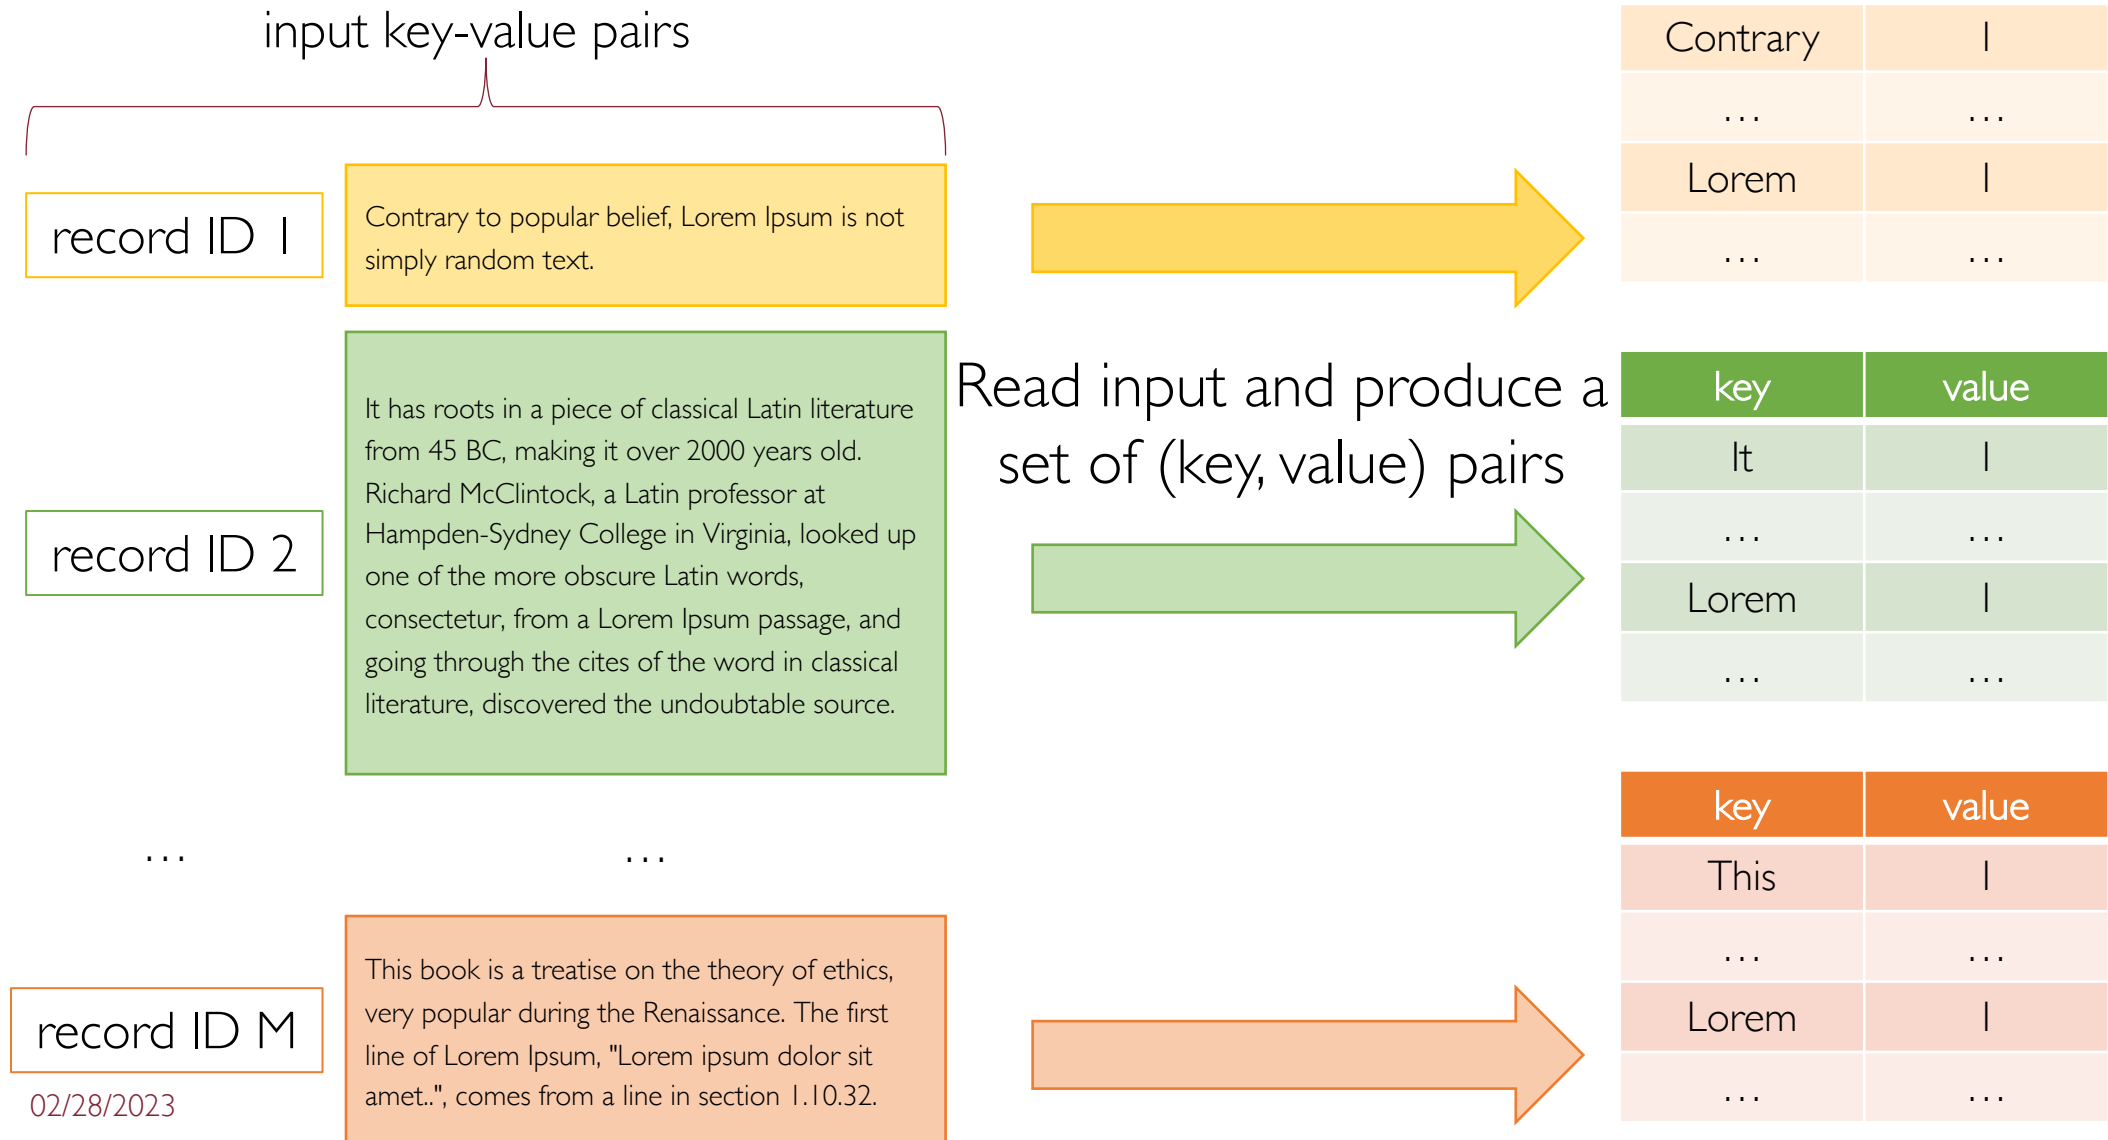 input key-value pairs
record ID 1
Contrary to popular belief, Lorem Ipsum is not
simply random text.
Contrary 1
... ...
Lorem 1
... ...
record ID 2
It has roots in a piece of classical Latin literature
from 45 BC, making it over 2000 years old.
Richard McClintock, a Latin professor at
Hampden-Sydney College in Virginia, looked up
one of the more obscure Latin words,
consectetur, from a Lorem Ipsum passage, and
going through the cites of the word in classical
literature, discovered the undoubtable source.
Read input and produce a
set of (key, value) pairs
key value
It 1
... ...
Lorem 1
... ...
... ...
record ID M
This book is a treatise on the theory of ethics,
very popular during the Renaissance. The first
line of Lorem Ipsum, "Lorem ipsum dolor sit
amet..", comes from a line in section 1.10.32.
key value
This 1
... ...
Lorem 1
... ...
02/28/2023